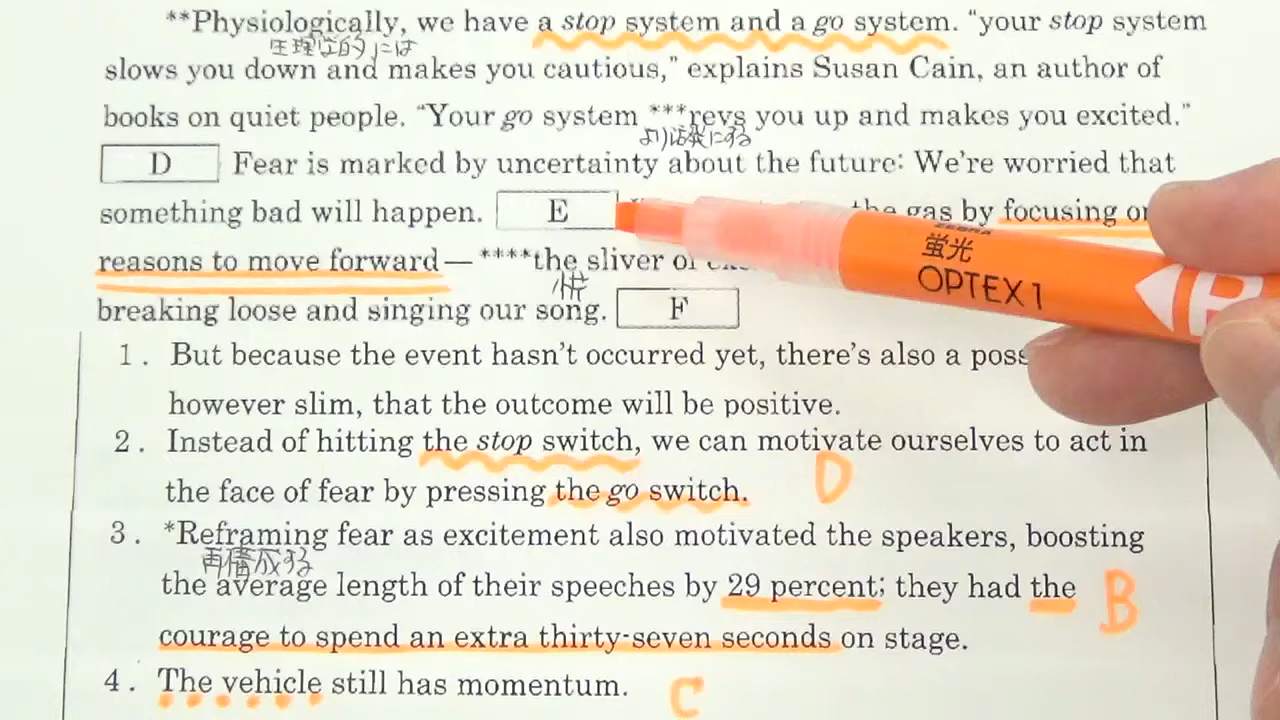 **Physiologically, we have a stop system and a go system. "your stop system
生理学的には
slows you down and makes you cautious," explains Susan Cain, an author of
books on quiet people. "Your go system ***revs you up and makes you excited."
より活発にする
D Fear is marked by uncertainty about the future: We're worried that
something bad will happen. E the gas by focusing on
reasons to move forward— ****the sliver of
breaking loose and singing our song. F
1. But because the event hasn't occurred yet, there's also a
however slim, that the outcome will be positive.
2. Instead of hitting the stop switch, we can motivate ourselves to act in
the face of fear by pressing the go switch. D
3. *Reframing fear as excitement also motivated the speakers, boosting
再構成する
the average length of their speeches by 29 percent; they had the B
courage to spend an extra thirty-seven seconds on stage.
4. The vehicle still has momentum. C
蛍光
OPTEX 1